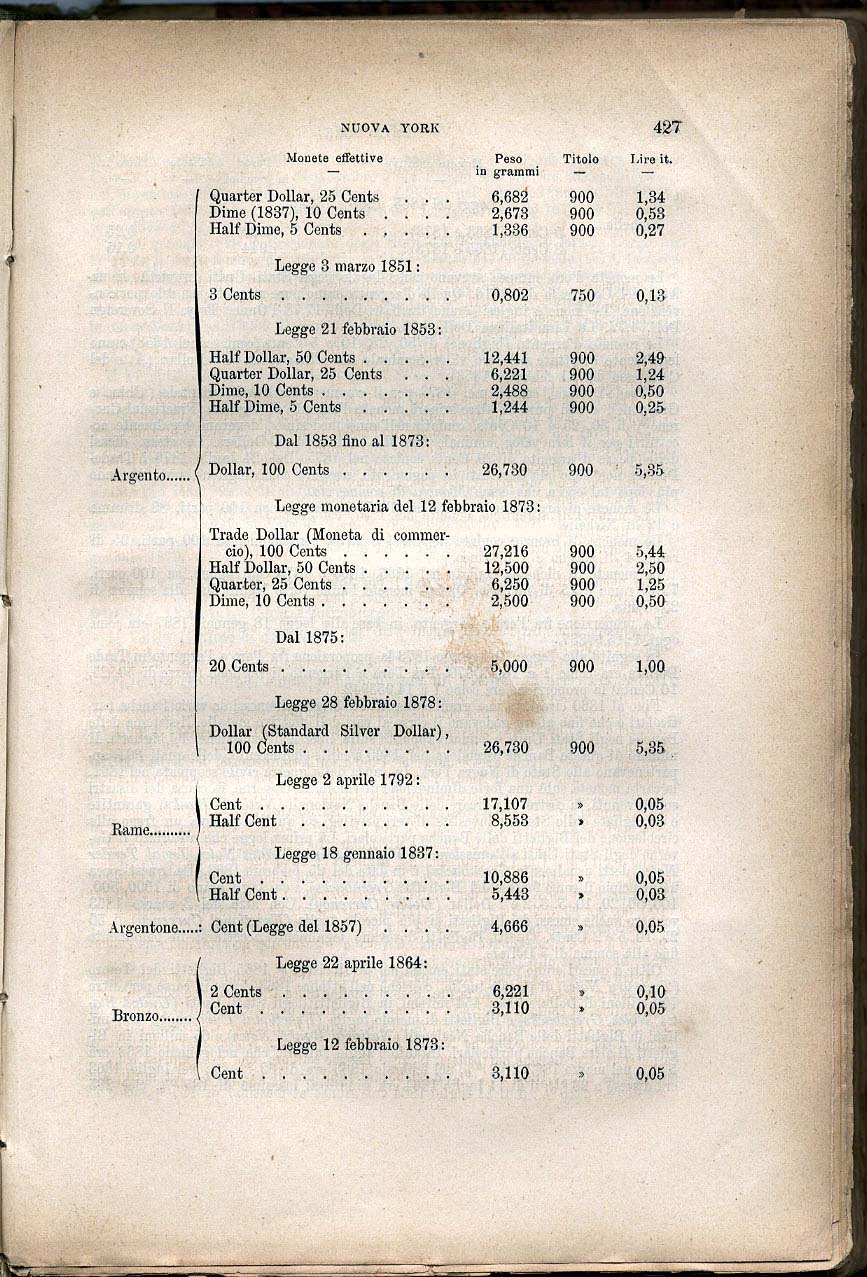 NUOVA YORK 427
Monete effettive Peso in grammi Titolo Lire it.
Quarter Dollar, 25 Cents . . . 6,682 900 1,34
Dime (1837), 10 Cents . . . . 2,673 900 0,53
Half Dime, 5 Cents . . . . . 1,336 900 0,27
Legge 3 marzo 1851:
3 Cents . . . . . . . . . 0,802 750 0,13
Legge 21 febbraio 1853:
Half Dollar, 50 Cents . . . . . 12,441 900 2,49
Quarter Dollar, 25 Cents . . . 6,221 900 1,24
Dime, 10 Cents . . . . . . . 2,488 900 0,50
Half Dime, 5 Cents . . . . . 1,244 900 0,25
Dal 1853 fino al 1873:
Argento...... Dollar, 100 Cents . . . . . . 26,730 900 5,35
Legge monetaria del 12 febbraio 1873:
Trade Dollar (Moneta di commer-
cio), 100 Cents . . . . . . 27,216 900 5,44
Half Dollar, 50 Cents . . . . . 12,500 900 2,50
Quarter, 25 Cents . . . . . . 6,250 900 1,25
Dime, 10 Cents . . . . . . . 2,500 900 0,50
Dal 1875:
20 Cents . . . . . . . . . 5,000 900 1,00
Legge 28 febbraio 1878:
Dollar (Standard Silver Dollar),
100 Cents . . . . . . . . 26,730 900 5,35
Legge 2 aprile 1792:
Cent . . . . . . . . . . 17,107 » 0,05
Half Cent . . . . . . . . 8,553 » 0,03
Rame..........
Legge 18 gennaio 1837:
Cent . . . . . . . . . . 10,886 » 0,05
Half Cent . . . . . . . . . 5,443 » 0,03
Argentone.....: Cent (Legge del 1857) . . . . 4,666 » 0,05
Legge 22 aprile 1864:
2 Cents . . . . . . . . . 6,221 » 0,10
Cent . . . . . . . . . . 3,110 » 0,05
Bronzo........
Legge 12 febbraio 1873:
Cent . . . . . . . . . . 3,110 » 0,05